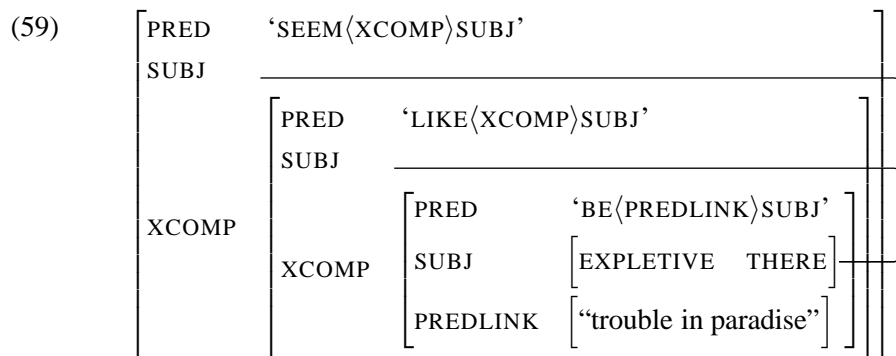 (59) PRED ‘SEEM⟨XCOMP⟩SUBJ’
SUBJ
PRED ‘LIKE⟨XCOMP⟩SUBJ’
SUBJ
PRED ‘BE⟨PREDLINK⟩SUBJ’
XCOMP
XCOMP SUBJ [EXPLETIVE THERE]
PREDLINK [“trouble in paradise”]